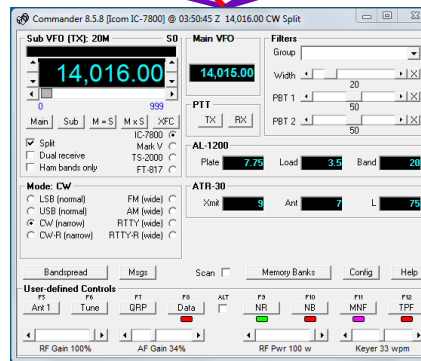 Commander 8.5.8 [Icom IC-7800] @ 03:50:45 Z 14,016.00 CW Split
Sub VFO (TX): 20M S0
14,016.00
0 999
Main Sub M = S M x S XFC
IC-7800
Split Mark V
Dual receive TS-2000
Ham bands only FT-817
Main VFO
14,015.00
PTT
TX RX
Filters
Group
Width X
20
PBT 1 X
50
PBT 2 X
50
AL-1200
Plate 7.75 Load 3.5 Band 20
Mode: CW
LSB (normal) FM (wide)
USB (normal) AM (wide)
CW (narrow) RTTY (wide)
CW-R (narrow) RTTY-R (wide)
ATR-30
Xmit 9 Ant 7 L 75
Bandspread Msgs Scan Memory Banks Config Help
User-defined Controls
F5 F6 F7 F8 ALT F9 F10 F11 F12
Ant 1 Tune QRP Data NR NB MNF TPF
RF Gain 100% AF Gain 34% RF Pwr 100 w Keyer 33 wpm